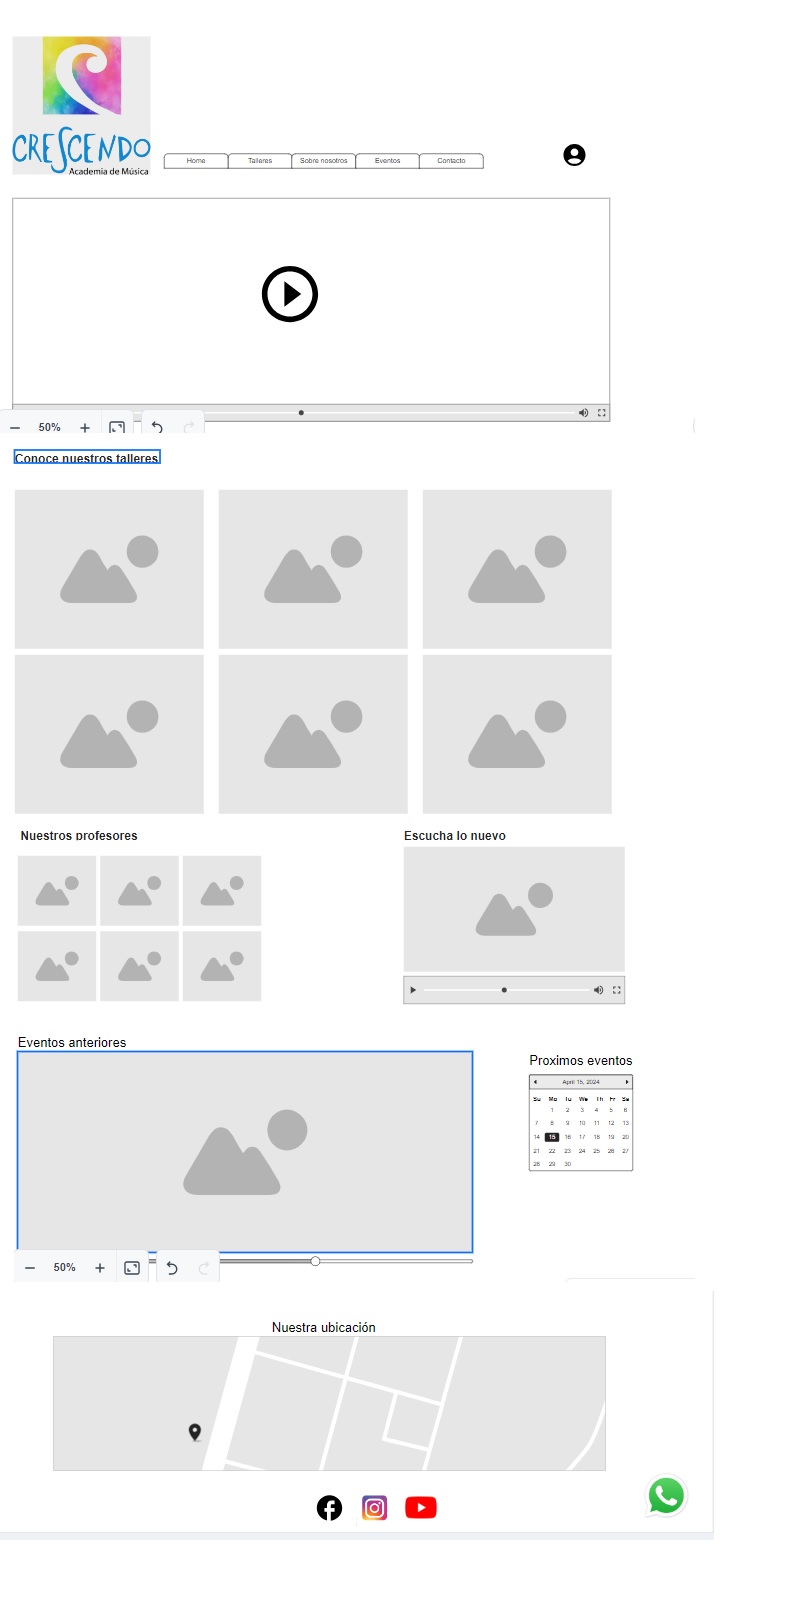 CRESCENDO
Academia de Música
Home Talleres Sobre nosotros Eventos Contacto
50%
Conoce nuestros talleres
Nuestros profesores
Escucha lo nuevo
Eventos anteriores
Proximos eventos
April 15, 2024
Su Mo Tu We Th Fr Sa
1 2 3 4 5 6
7 8 9 10 11 12 13
14 15 16 17 18 19 20
21 22 23 24 25 26 27
28 29 30
50%
Nuestra ubicación